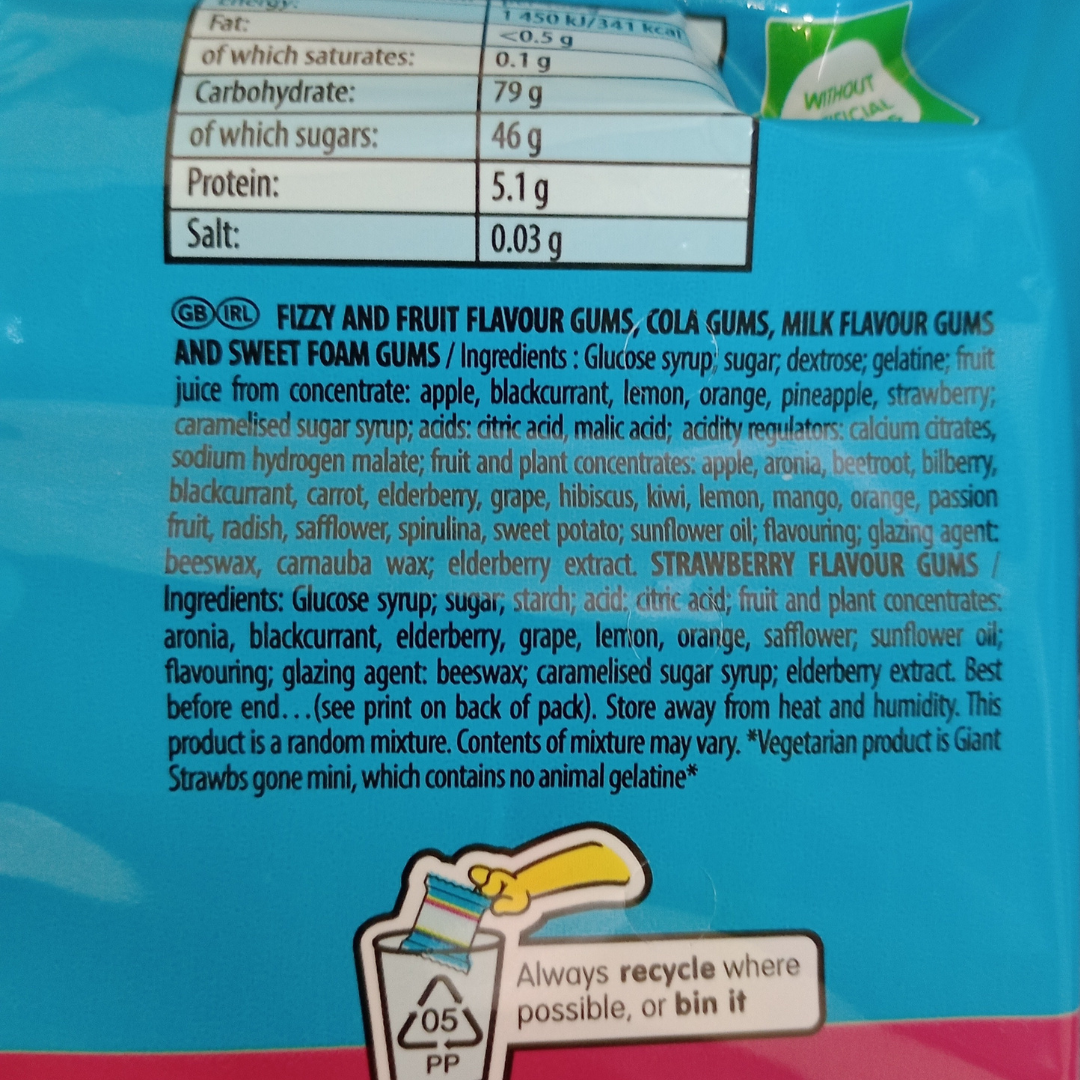 Energy:
1 450 kJ/341 kcal
Fat:
<0.5 g
of which saturates:
0.1 g
Carbohydrate:
79 g
of which sugars:
46 g
Protein:
5.1 g
Salt:
0.03 g
WITHOUT
GB IRL FIZZY AND FRUIT FLAVOUR GUMS, COLA GUMS, MILK FLAVOUR GUMS
AND SWEET FOAM GUMS / Ingredients : Glucose syrup; sugar; dextrose; gelatine; fruit
juice from concentrate: apple, blackcurrant, lemon, orange, pineapple, strawberry;
caramelised sugar syrup; acids: citric acid, malic acid; acidity regulators: calcium citrates,
sodium hydrogen malate; fruit and plant concentrates: apple, aronia, beetroot, bilberry,
blackcurrant, carrot, elderberry, grape, hibiscus, kiwi, lemon, mango, orange, passion
fruit, radish, safflower, spirulina, sweet potato; sunflower oil; flavouring; glazing agent:
beeswax, carnauba wax; elderberry extract. STRAWBERRY FLAVOUR GUMS /
Ingredients: Glucose syrup; sugar; starch; acid: citric acid; fruit and plant concentrates:
aronia, blackcurrant, elderberry, grape, lemon, orange, safflower; sunflower oil;
flavouring; glazing agent: beeswax; caramelised sugar syrup; elderberry extract. Best
before end...(see print on back of pack). Store away from heat and humidity. This
product is a random mixture. Contents of mixture may vary. *Vegetarian product is Giant
Strawbs gone mini, which contains no animal gelatine*
Always recycle where
possible, or bin it
05
PP